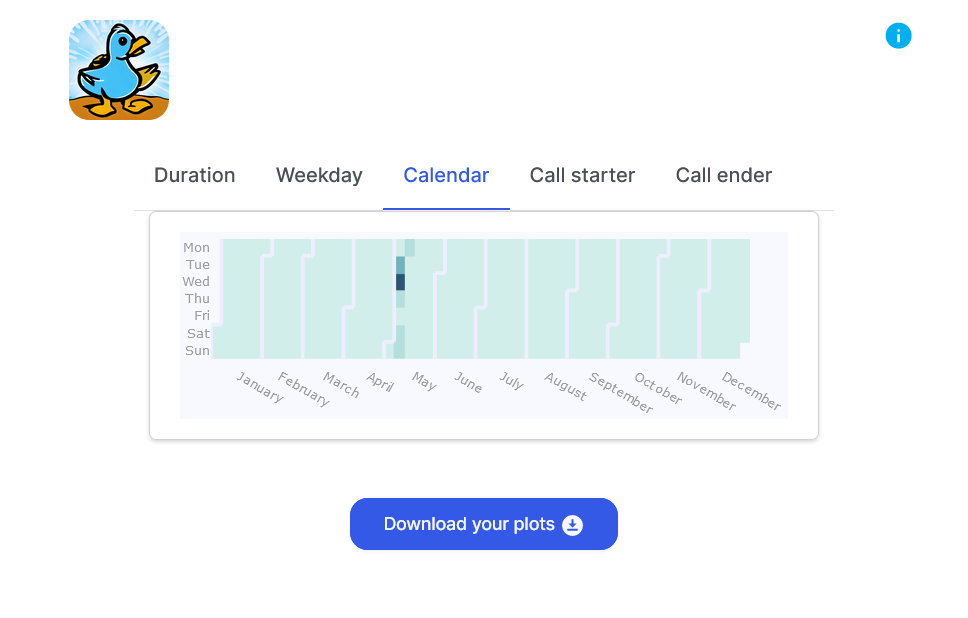 Duration Weekday Calendar Call starter Call ender
Mon
Tue
Wed
Thu
Fri
Sat
Sun
January February March April May June July August September October November December
Download your plots